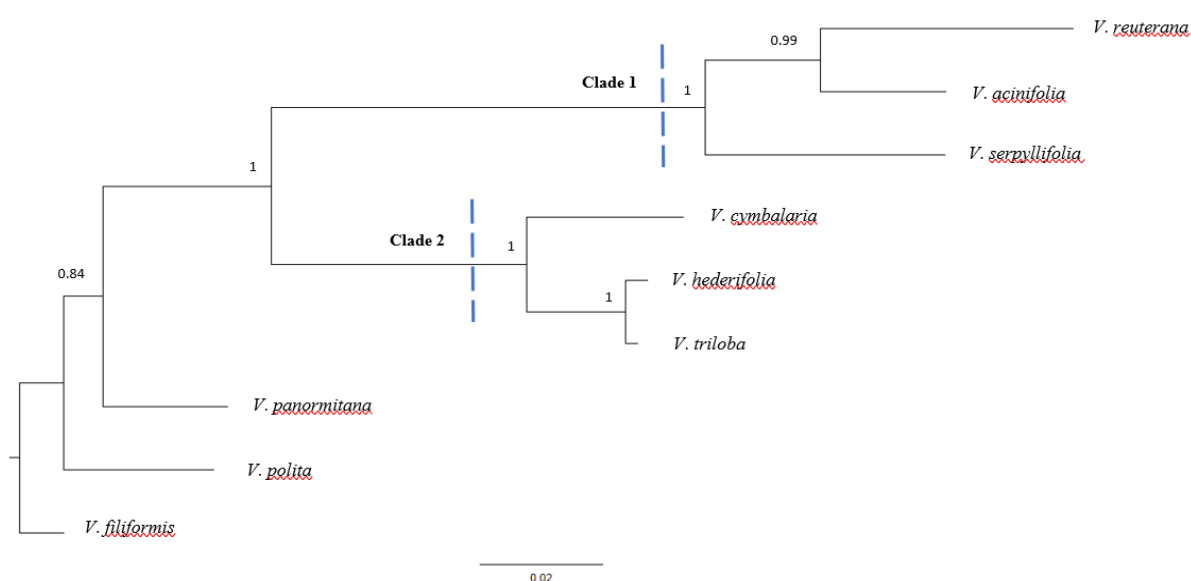 V. reuterana
0.99
Clade 1
1
V. acinifolia
V. serpyllifolia
1
V. cymbalaria
Clade 2
1
0.84
V. hederifolia
1
V. triloba
V. panormitana
V. polita
V. filiformis
0.02